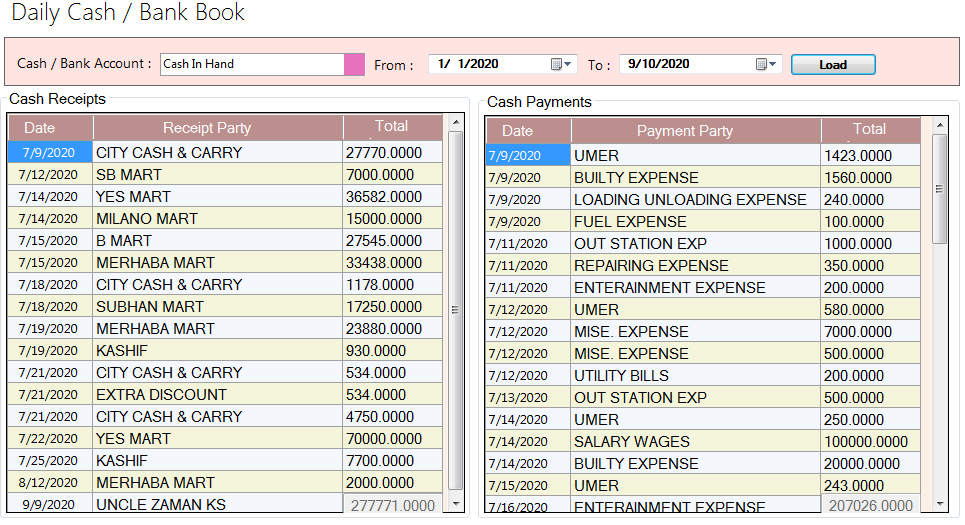 Daily Cash / Bank Book
Cash / Bank Account : Cash In Hand From : 1/ 1/2020 To : 9/10/2020 Load
Cash Receipts
Date Receipt Party Total
7/9/2020 CITY CASH & CARRY 27770.0000
7/12/2020 SB MART 7000.0000
7/14/2020 YES MART 36582.0000
7/14/2020 MILANO MART 15000.0000
7/15/2020 B MART 27545.0000
7/15/2020 MERHABA MART 33438.0000
7/18/2020 CITY CASH & CARRY 1178.0000
7/18/2020 SUBHAN MART 17250.0000
7/19/2020 MERHABA MART 23880.0000
7/19/2020 KASHIF 930.0000
7/21/2020 CITY CASH & CARRY 534.0000
7/21/2020 EXTRA DISCOUNT 534.0000
7/21/2020 CITY CASH & CARRY 4750.0000
7/22/2020 YES MART 70000.0000
7/25/2020 KASHIF 7700.0000
8/12/2020 MERHABA MART 2000.0000
9/9/2020 UNCLE ZAMAN KS 277771.0000
Cash Payments
Date Payment Party Total
7/9/2020 UMER 1423.0000
7/9/2020 BUILTY EXPENSE 1560.0000
7/9/2020 LOADING UNLOADING EXPENSE 240.0000
7/9/2020 FUEL EXPENSE 100.0000
7/11/2020 OUT STATION EXP 1000.0000
7/11/2020 REPAIRING EXPENSE 350.0000
7/11/2020 ENTERAINMENT EXPENSE 200.0000
7/12/2020 UMER 580.0000
7/12/2020 MISE. EXPENSE 7000.0000
7/12/2020 MISE. EXPENSE 500.0000
7/12/2020 UTILITY BILLS 200.0000
7/13/2020 OUT STATION EXP 500.0000
7/14/2020 UMER 250.0000
7/14/2020 SALARY WAGES 100000.0000
7/14/2020 BUILTY EXPENSE 20000.0000
7/15/2020 UMER 243.0000
7/16/2020 ENTERAINMENT EXPENSE 207026.0000